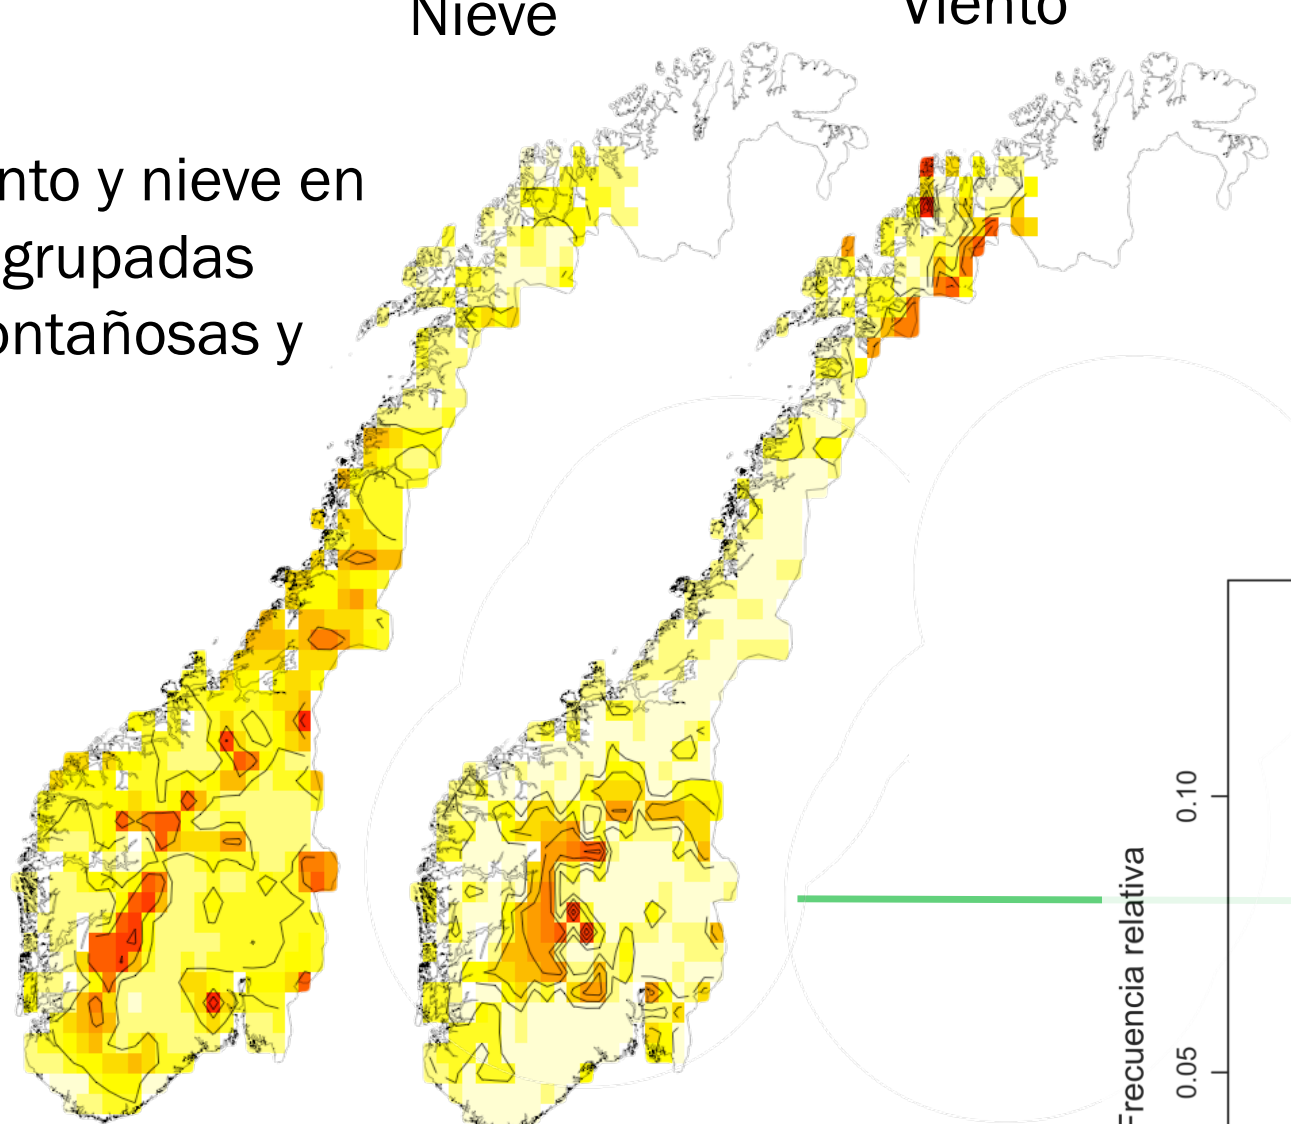 Nieve
Viento
nto y nieve en
grupadas
ontañosas y
0.10
0.05
Frecuencia relativa